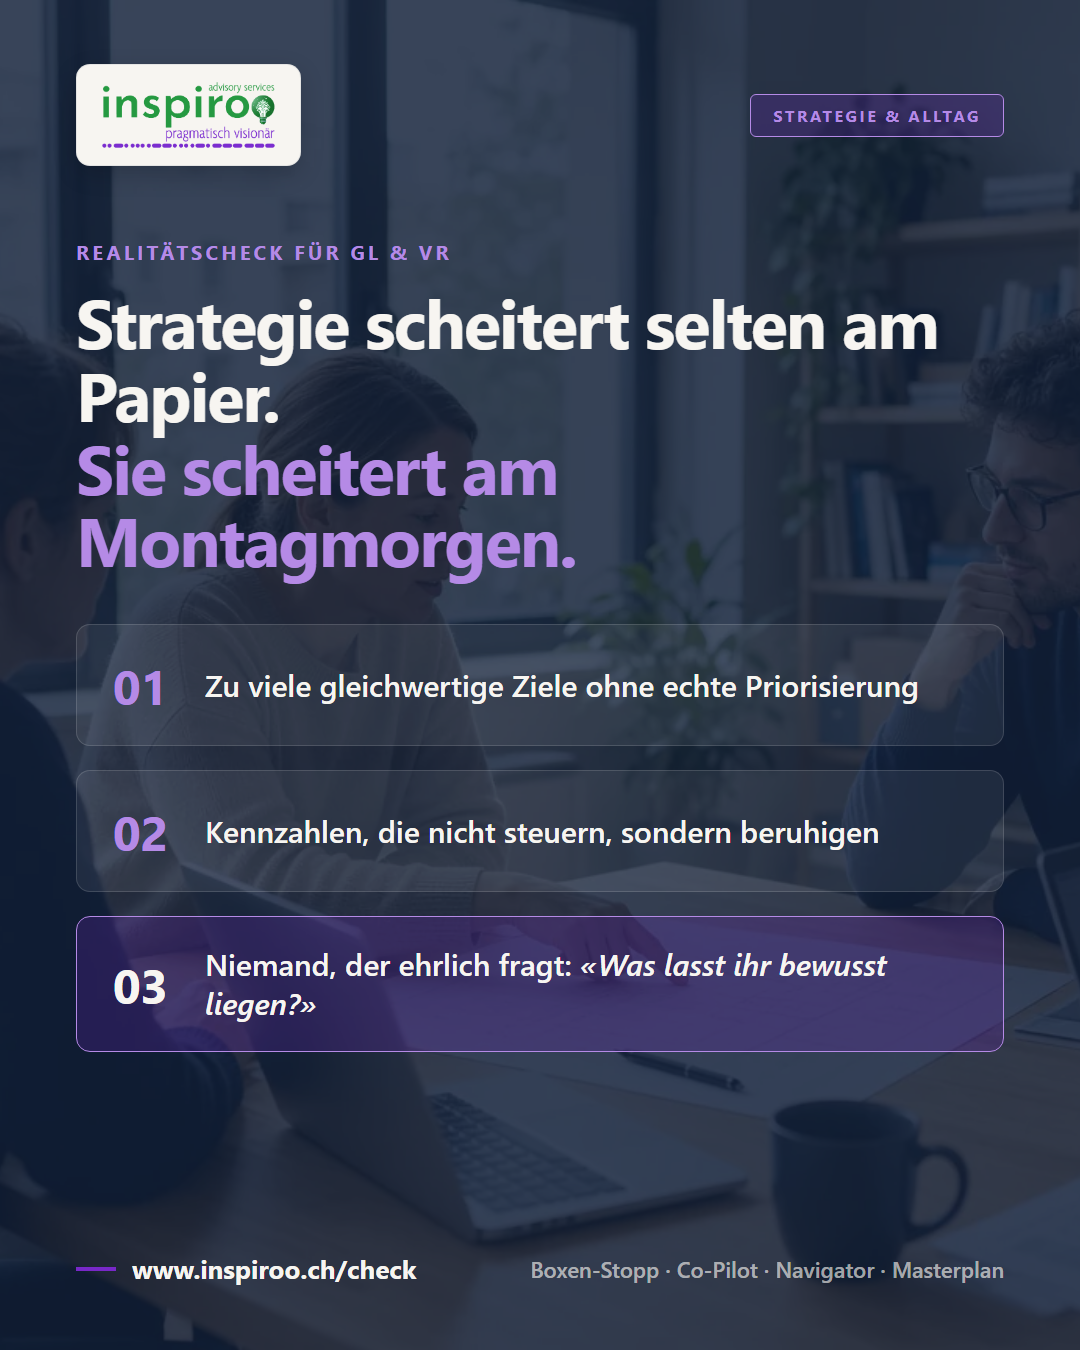 advisory services
inspiroo
pragmatisch visionär
STRATEGIE & ALLTAG
REALITÄTSCHECK FÜR GL & VR
Strategie scheitert selten am
Papier.
Sie scheitert am
Montagmorgen.
01 Zu viele gleichwertige Ziele ohne echte Priorisierung
02 Kennzahlen, die nicht steuern, sondern beruhigen
03 Niemand, der ehrlich fragt: «Was lasst ihr bewusst
liegen?»
www.inspiroo.ch/check
Boxen-Stopp · Co-Pilot · Navigator · Masterplan